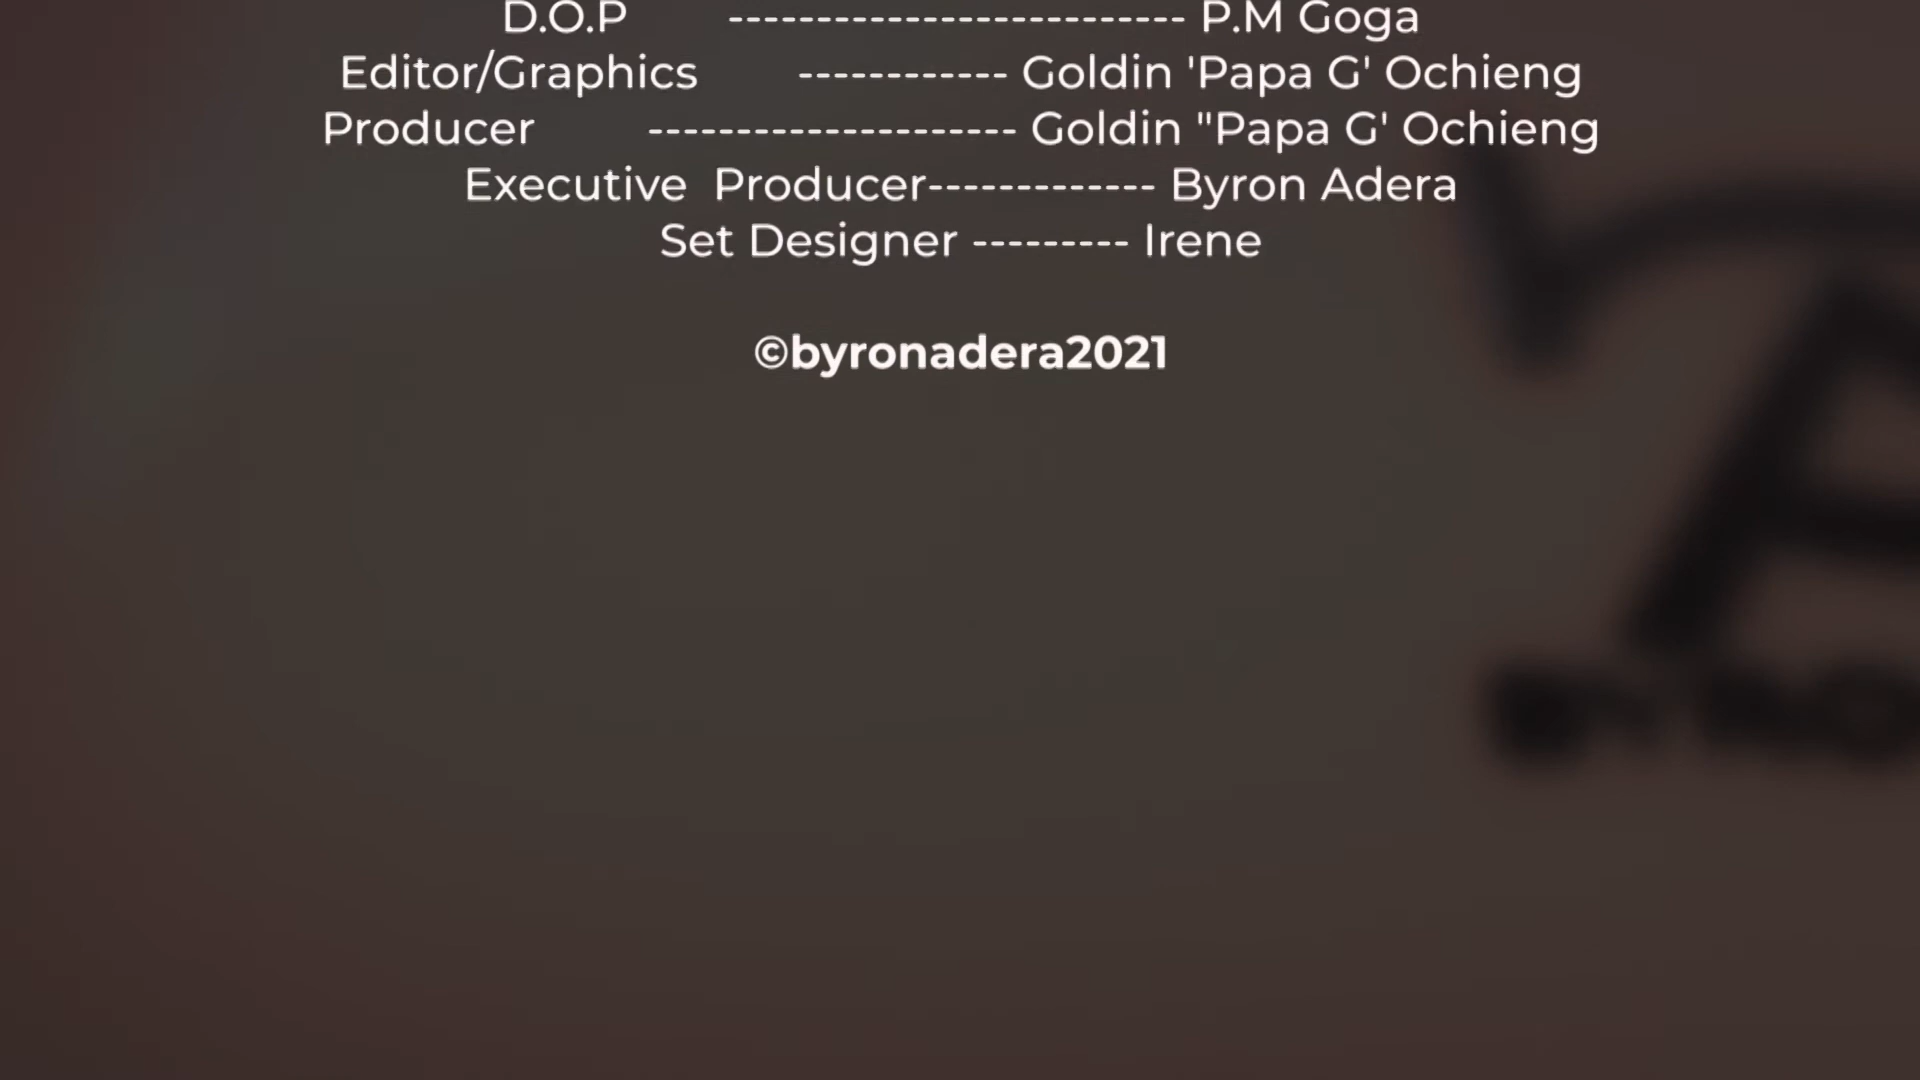 D.O.P -------------------------- P.M Goga
Editor/Graphics ------------ Goldin 'Papa G' Ochieng
Producer --------------------- Goldin "Papa G' Ochieng
Executive Producer------------- Byron Adera
Set Designer --------- Irene
©byronadera2021